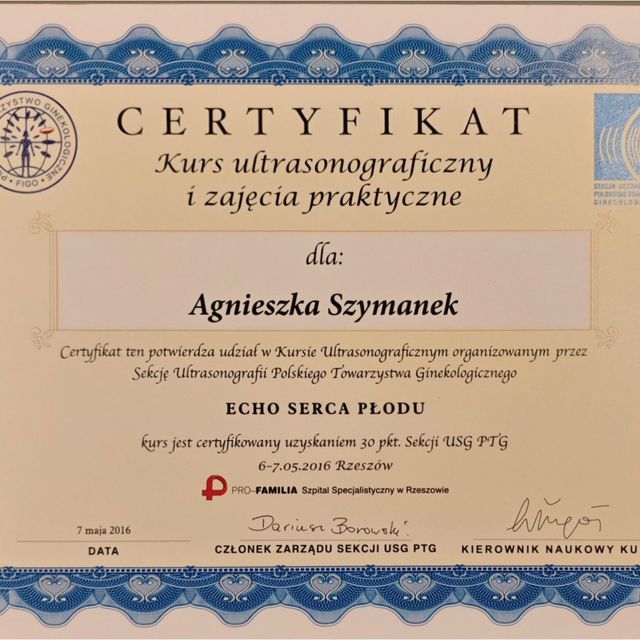 CERTYFIKAT
Kurs ultrasonograficzny
i zajęcia praktyczne
FIGO
GINEKOLOGICZNE
SEKCJA
POLSKIEGO
dla:
Agnieszka Szymanek
Certyfikat ten potwierdza udział w Kursie Ultrasonograficznym organizowanym przez
Sekcję Ultrasonografii Polskiego Towarzystwa Ginekologicznego
ECHO SERCA PŁODU
kurs jest certyfikowany uzyskaniem 30 pkt. Sekcji USG PTG
6-7.05.2016 Rzeszów
PRO-FAMILIA Szpital Specjalistyczny w Rzeszowie
7 maja 2016
DATA
Dariusz Borowski
CZŁONEK ZARZĄDU SEKCJI USG PTG
KIEROWNIK NAUKOWY KU